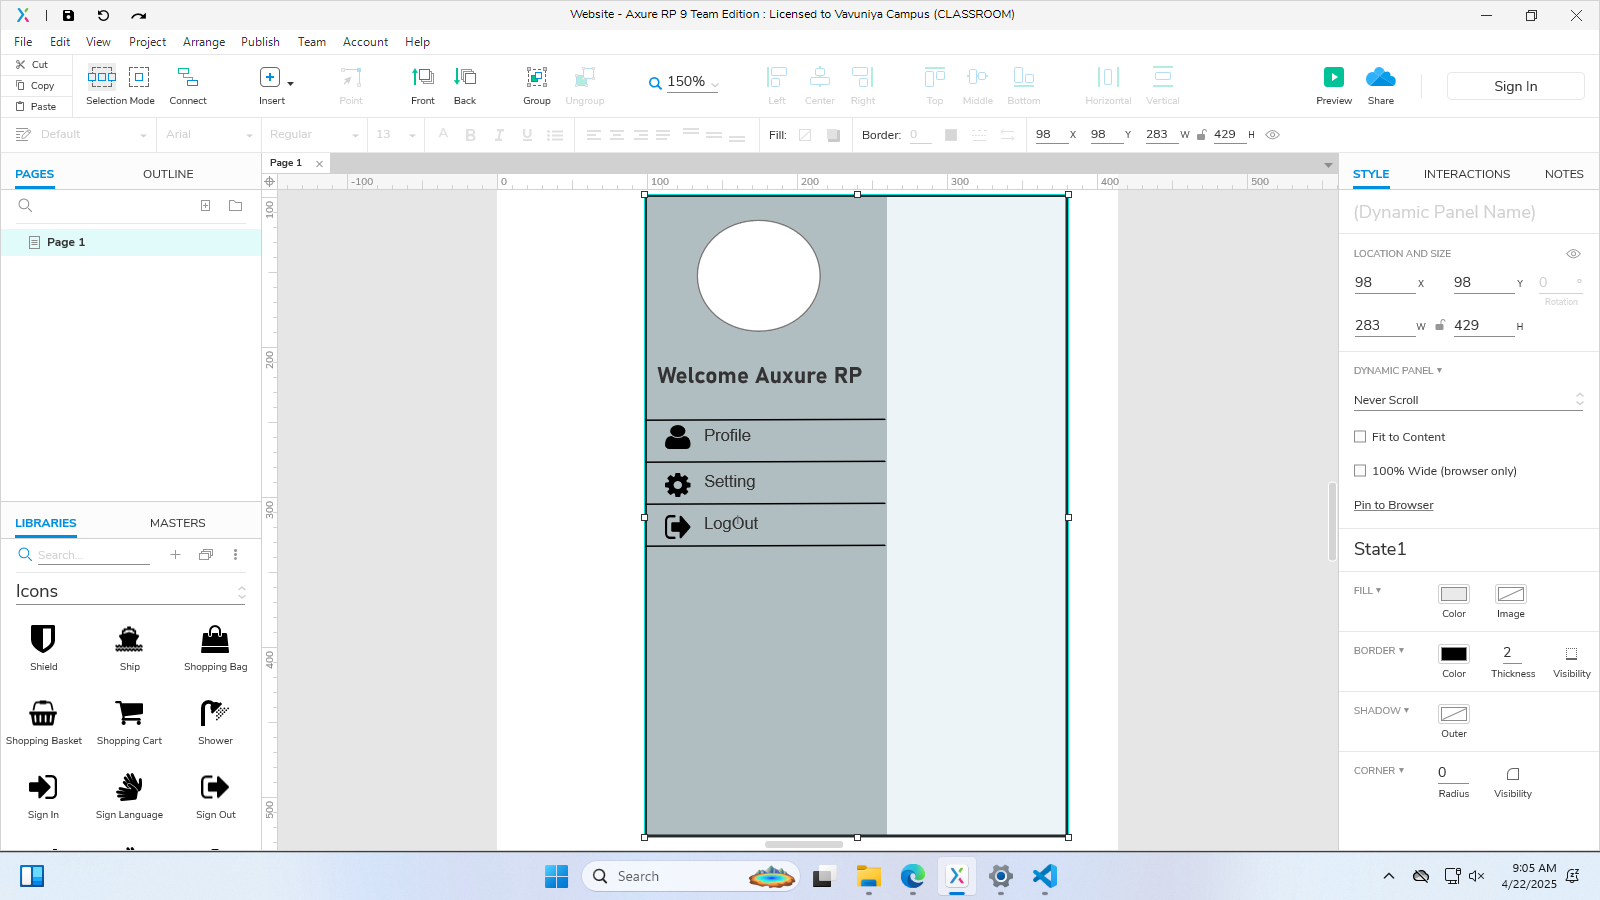 Website - Axure RP 9 Team Edition : Licensed to Vavuniya Campus (CLASSROOM)
File Edit View Project Arrange Publish Team Account Help
Cut
Copy
Paste
Selection Mode Connect Insert Point Front Back Group Ungroup 150% Left Center Right Top Middle Bottom Horizontal Vertical Preview Share Sign In
Default Arial Regular 13 Fill: Border: 0 98 X 98 Y 283 W 429 H
PAGES OUTLINE
Page 1
Page 1
-100 0 100 200 300 400 500
100
200
300
400
500
Welcome Auxure RP
Profile
Setting
LogOut
LIBRARIES MASTERS
Search...
Icons
Shield Ship Shopping Bag
Shopping Basket Shopping Cart Shower
Sign In Sign Language Sign Out
STYLE INTERACTIONS NOTES
(Dynamic Panel Name)
LOCATION AND SIZE
98 X 98 Y 0 °
Rotation
283 W 429 H
DYNAMIC PANEL
Never Scroll
Fit to Content
100% Wide (browser only)
Pin to Browser
State1
FILL
Color Image
BORDER 2
Color Thickness Visibility
SHADOW
Outer
CORNER 0
Radius Visibility
Search
9:05 AM
4/22/2025